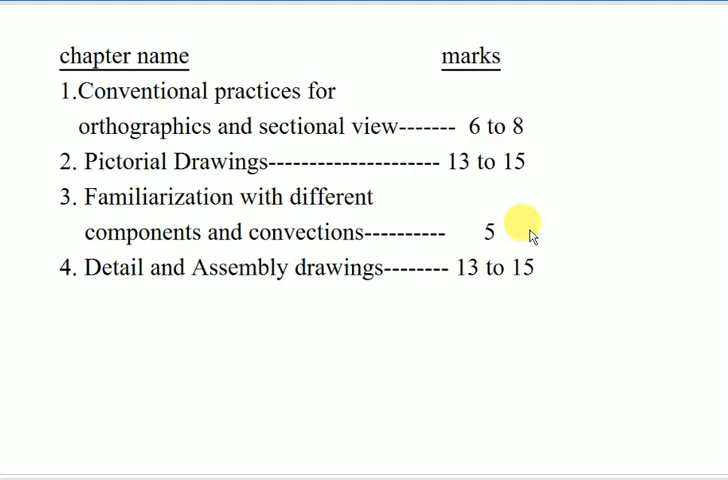 chapter name marks
1.Conventional practices for
orthographics and sectional view------- 6 to 8
2. Pictorial Drawings--------------------- 13 to 15
3. Familiarization with different
components and convections---------- 5
4. Detail and Assembly drawings-------- 13 to 15